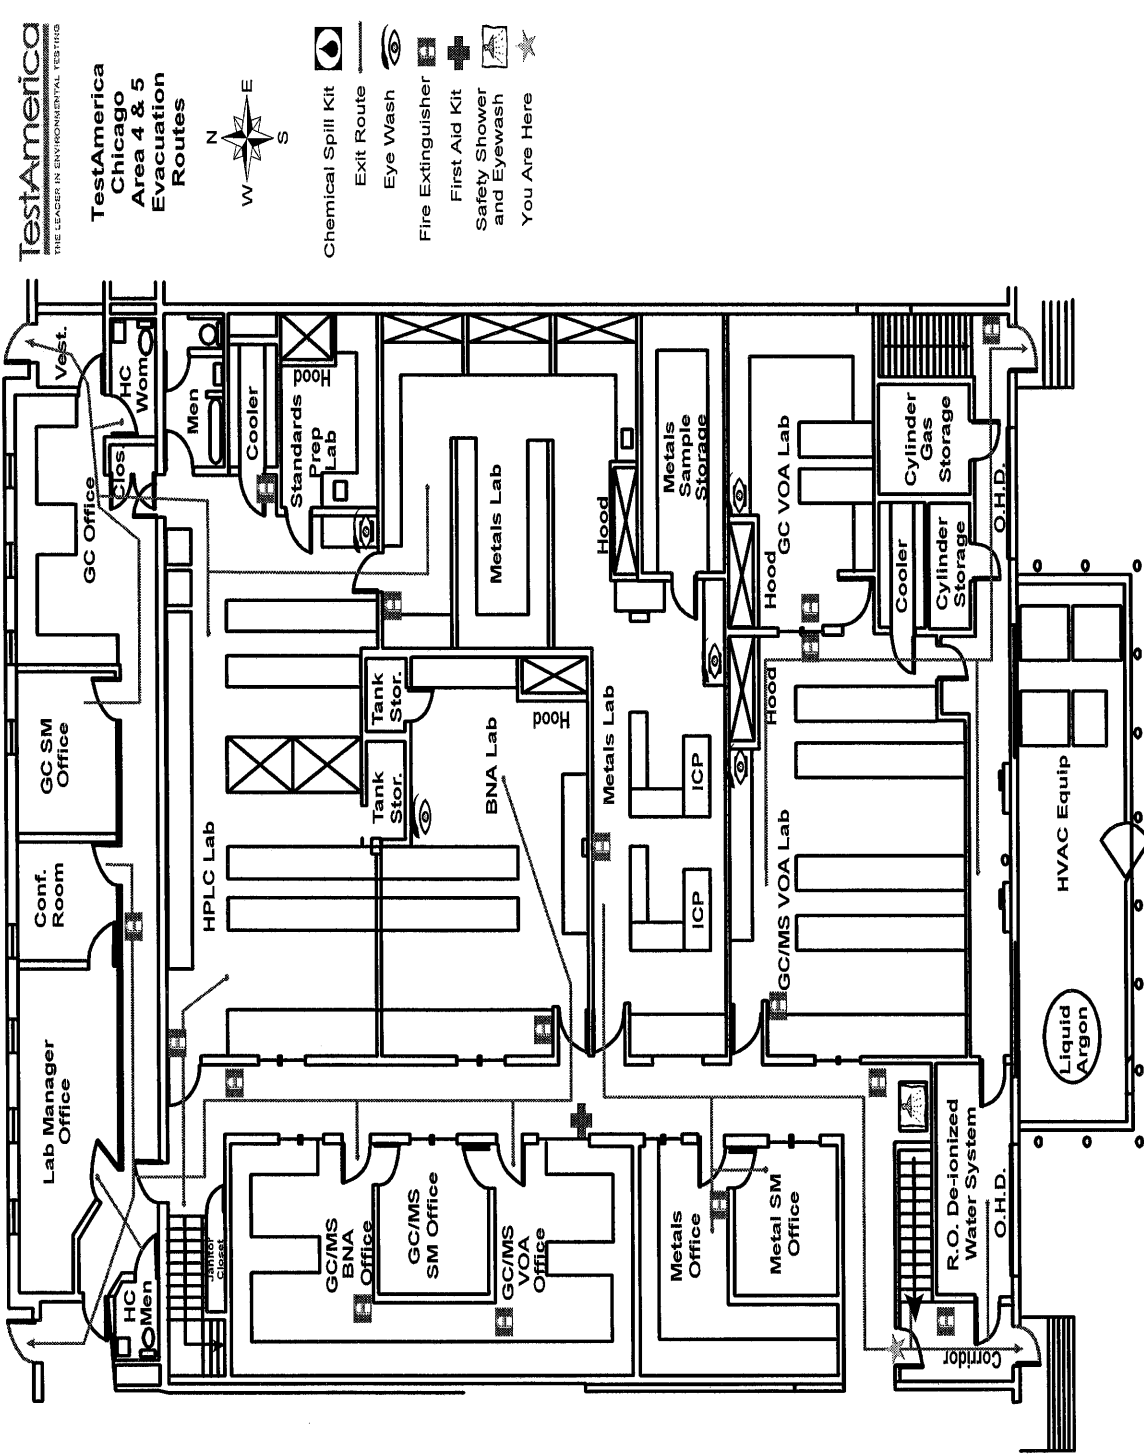 TestAmerica
THE LEADER IN ENVIRONMENTAL TESTING
TestAmerica
Chicago
Area 4 & 5
Evacuation
Routes
N
E
S
W
Chemical Spill Kit
Exit Route
Eye Wash
Fire Extinguisher
First Aid Kit
Safety Shower
and Eyewash
You Are Here
Lab Manager
Office
Conf.
Room
GC SM
Office
GC Office
Vest.
HC
Men
Clos.
HC
Wom
Men
Cooler
Standards
Prep
Lab
Hood
HPLC Lab
Janitor
Closet
Tank
Stor.
Tank
Stor.
BNA Lab
Hood
Metals Lab
Metals Lab
Hood
Metals
Sample
Storage
ICP
ICP
GC/MS
BNA
Office
GC/MS
SM Office
GC/MS
VOA
Office
Metals
Office
Metal SM
Office
GC/MS VOA Lab
Hood
Hood
GC VOA Lab
Cooler
Cylinder
Storage
Cylinder
Gas
Storage
R.O. De-ionized
Water System
O.H.D.
O.H.D.
Corridor
Liquid
Argon
HVAC Equip